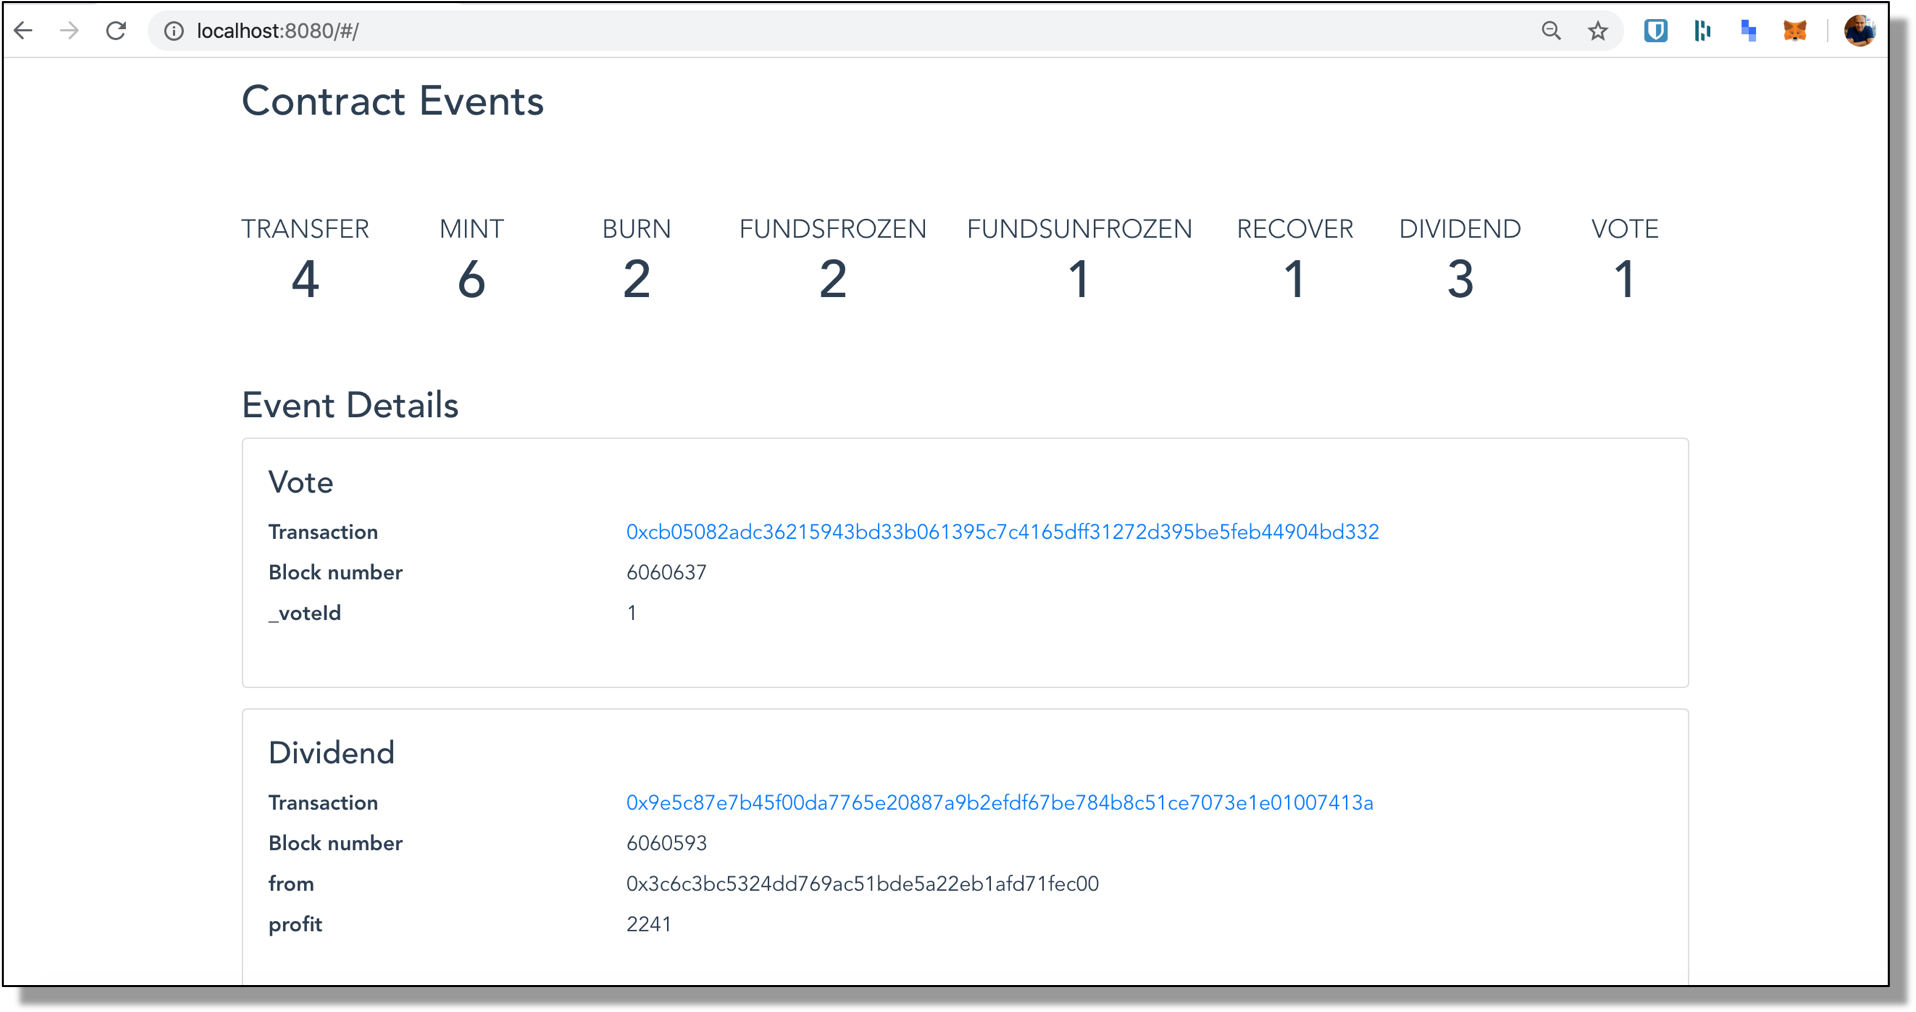 localhost:8080/#/
Contract Events
TRANSFER MINT BURN FUNDSFROZEN FUNDSUNFROZEN RECOVER DIVIDEND VOTE
4 6 2 2 1 1 3 1
Event Details
Vote
Transaction 0xcb05082adc36215943bd33b061395c7c4165dff31272d395be5feb44904bd332
Block number 6060637
_voteId 1
Dividend
Transaction 0x9e5c87e7b45f00da7765e20887a9b2efdf67be784b8c51ce7073e1e01007413a
Block number 6060593
from 0x3c6c3bc5324dd769ac51bde5a22eb1afd71fec00
profit 2241